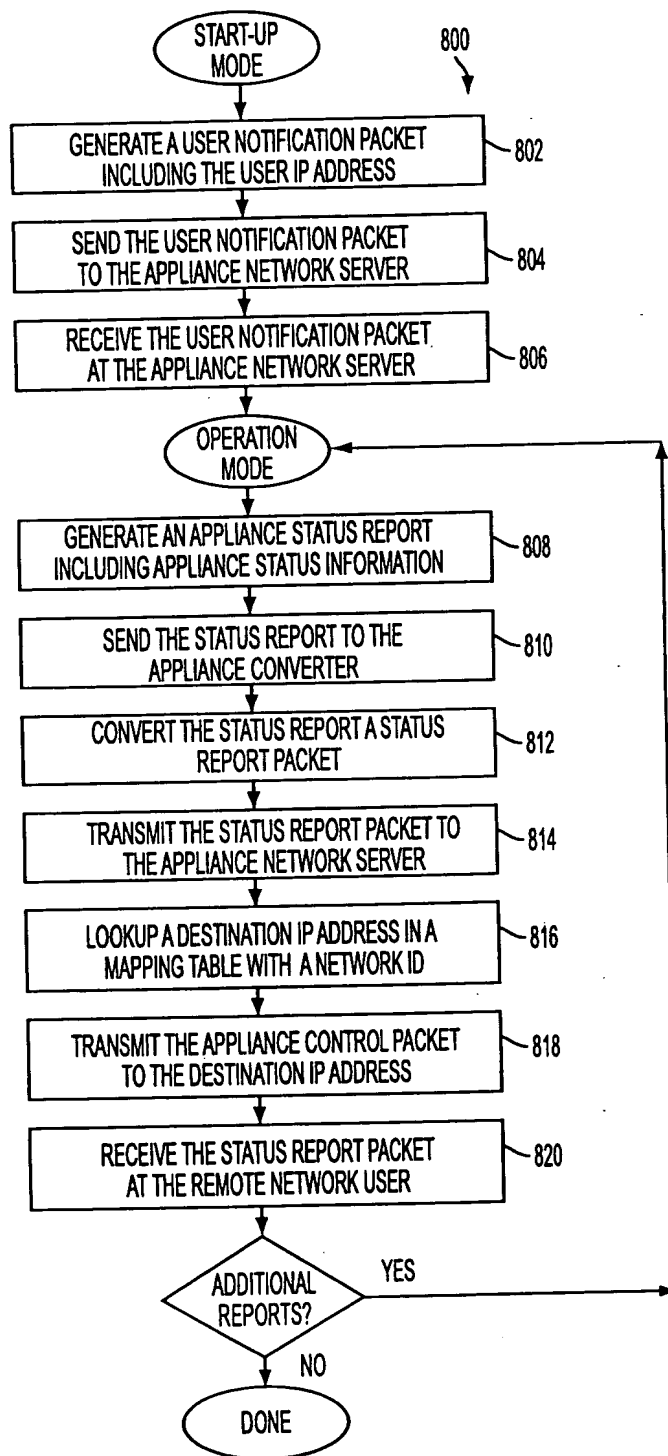 START-UP
MODE
800
GENERATE A USER NOTIFICATION PACKET
INCLUDING THE USER IP ADDRESS
802
SEND THE USER NOTIFICATION PACKET
TO THE APPLIANCE NETWORK SERVER
804
RECEIVE THE USER NOTIFICATION PACKET
AT THE APPLIANCE NETWORK SERVER
806
OPERATION
MODE
GENERATE AN APPLIANCE STATUS REPORT
INCLUDING APPLIANCE STATUS INFORMATION
808
SEND THE STATUS REPORT TO THE
APPLIANCE CONVERTER
810
CONVERT THE STATUS REPORT A STATUS
REPORT PACKET
812
TRANSMIT THE STATUS REPORT PACKET TO
THE APPLIANCE NETWORK SERVER
814
LOOKUP A DESTINATION IP ADDRESS IN A
MAPPING TABLE WITH A NETWORK ID
816
TRANSMIT THE APPLIANCE CONTROL PACKET
TO THE DESTINATION IP ADDRESS
818
RECEIVE THE STATUS REPORT PACKET
AT THE REMOTE NETWORK USER
820
ADDITIONAL
REPORTS?
YES
NO
DONE